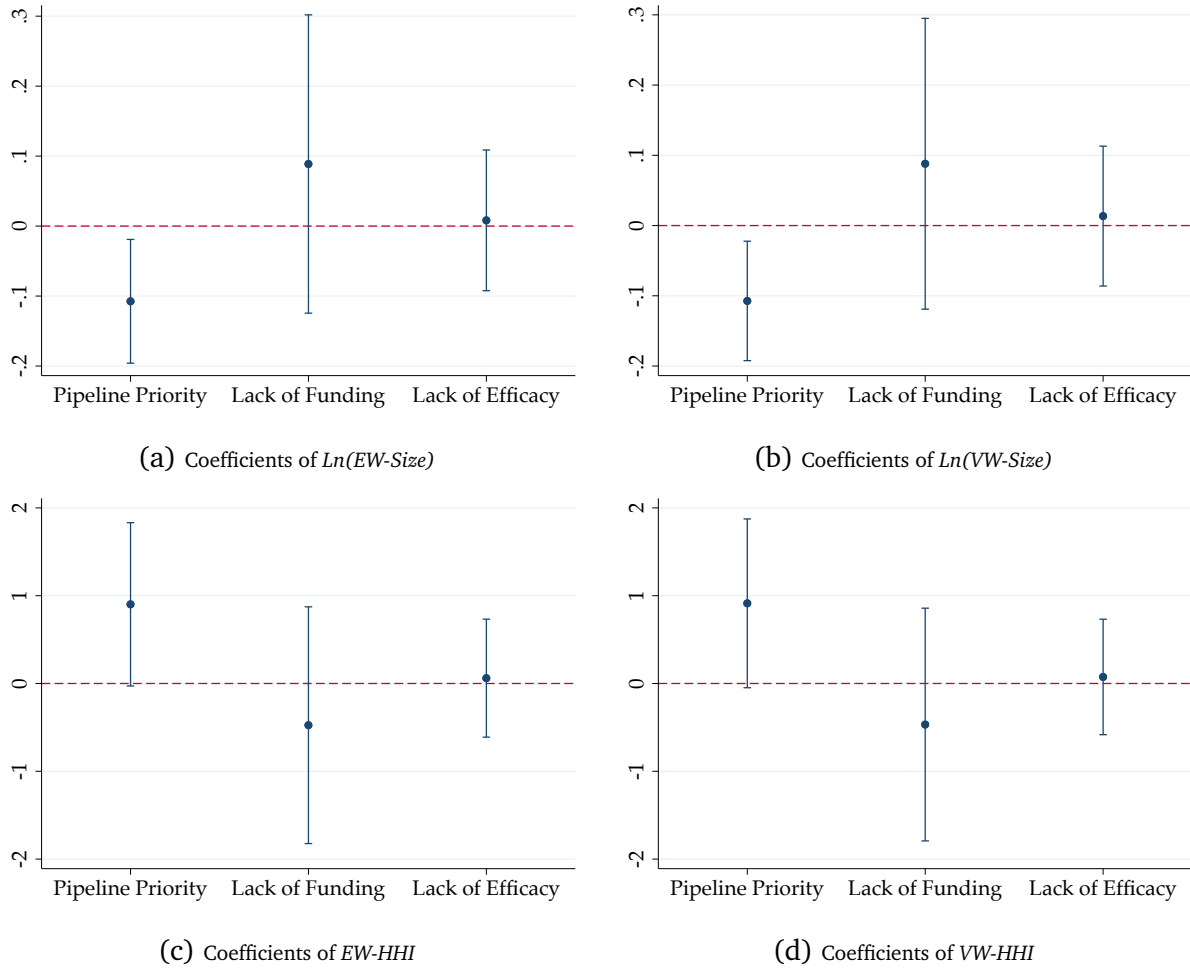 .3
.2
.1
0
-.1
-.2
Pipeline Priority Lack of Funding Lack of Efficacy
(a) Coefficients of Ln(EW-Size)
.3
.2
.1
0
-.1
-.2
Pipeline Priority Lack of Funding Lack of Efficacy
(b) Coefficients of Ln(VW-Size)
2
1
0
-1
-2
Pipeline Priority Lack of Funding Lack of Efficacy
(c) Coefficients of EW-HHI
2
1
0
-1
-2
Pipeline Priority Lack of Funding Lack of Efficacy
(d) Coefficients of VW-HHI